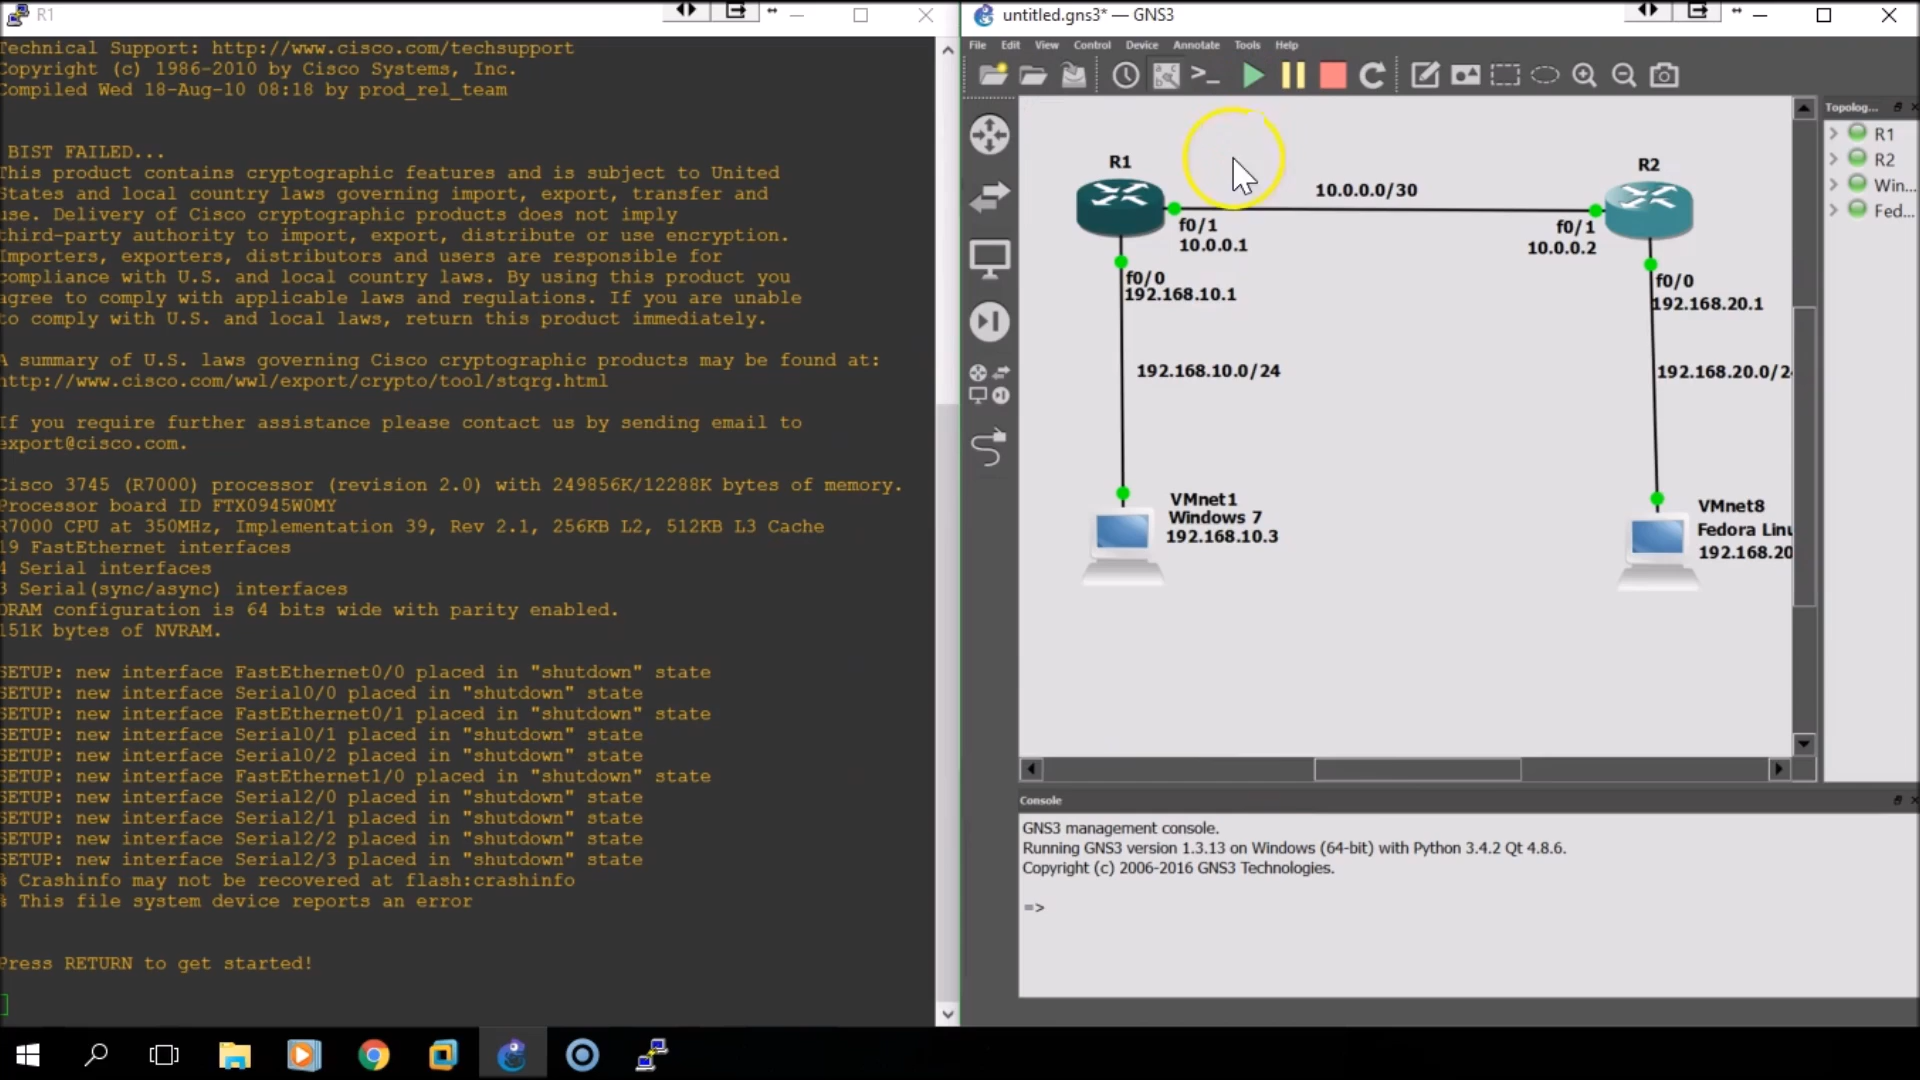 R1
Technical Support: http://www.cisco.com/techsupport
Copyright (c) 1986-2010 by Cisco Systems, Inc.
Compiled Wed 18-Aug-10 08:18 by prod_rel_team
BIST FAILED...
This product contains cryptographic features and is subject to United
States and local country laws governing import, export, transfer and
use. Delivery of Cisco cryptographic products does not imply
third-party authority to import, export, distribute or use encryption.
Importers, exporters, distributors and users are responsible for
compliance with U.S. and local country laws. By using this product you
agree to comply with applicable laws and regulations. If you are unable
to comply with U.S. and local laws, return this product immediately.
A summary of U.S. laws governing Cisco cryptographic products may be found at:
http://www.cisco.com/wwl/export/crypto/tool/stqrg.html
If you require further assistance please contact us by sending email to
export@cisco.com.
Cisco 3745 (R7000) processor (revision 2.0) with 249856K/12288K bytes of memory.
Processor board ID FTX0945W0MY
R7000 CPU at 350MHz, Implementation 39, Rev 2.1, 256KB L2, 512KB L3 Cache
19 FastEthernet interfaces
4 Serial interfaces
3 Serial(sync/async) interfaces
DRAM configuration is 64 bits wide with parity enabled.
151K bytes of NVRAM.
SETUP: new interface FastEthernet0/0 placed in "shutdown" state
SETUP: new interface Serial0/0 placed in "shutdown" state
SETUP: new interface FastEthernet0/1 placed in "shutdown" state
SETUP: new interface Serial0/1 placed in "shutdown" state
SETUP: new interface Serial0/2 placed in "shutdown" state
SETUP: new interface FastEthernet1/0 placed in "shutdown" state
SETUP: new interface Serial2/0 placed in "shutdown" state
SETUP: new interface Serial2/1 placed in "shutdown" state
SETUP: new interface Serial2/2 placed in "shutdown" state
SETUP: new interface Serial2/3 placed in "shutdown" state
% Crashinfo may not be recovered at flash:crashinfo
% This file system device reports an error
Press RETURN to get started!
untitled.gns3* — GNS3
File Edit View Control Device Annotate Tools Help
R1
R2
10.0.0.0/30
f0/1
10.0.0.1
f0/1
10.0.0.2
f0/0
192.168.10.1
f0/0
192.168.20.1
192.168.10.0/24
192.168.20.0/24
VMnet1
Windows 7
192.168.10.3
VMnet8
Fedora Linu
192.168.20
Topolog...
R1
R2
Win...
Fed...
Console
GNS3 management console.
Running GNS3 version 1.3.13 on Windows (64-bit) with Python 3.4.2 Qt 4.8.6.
Copyright (c) 2006-2016 GNS3 Technologies.
=>